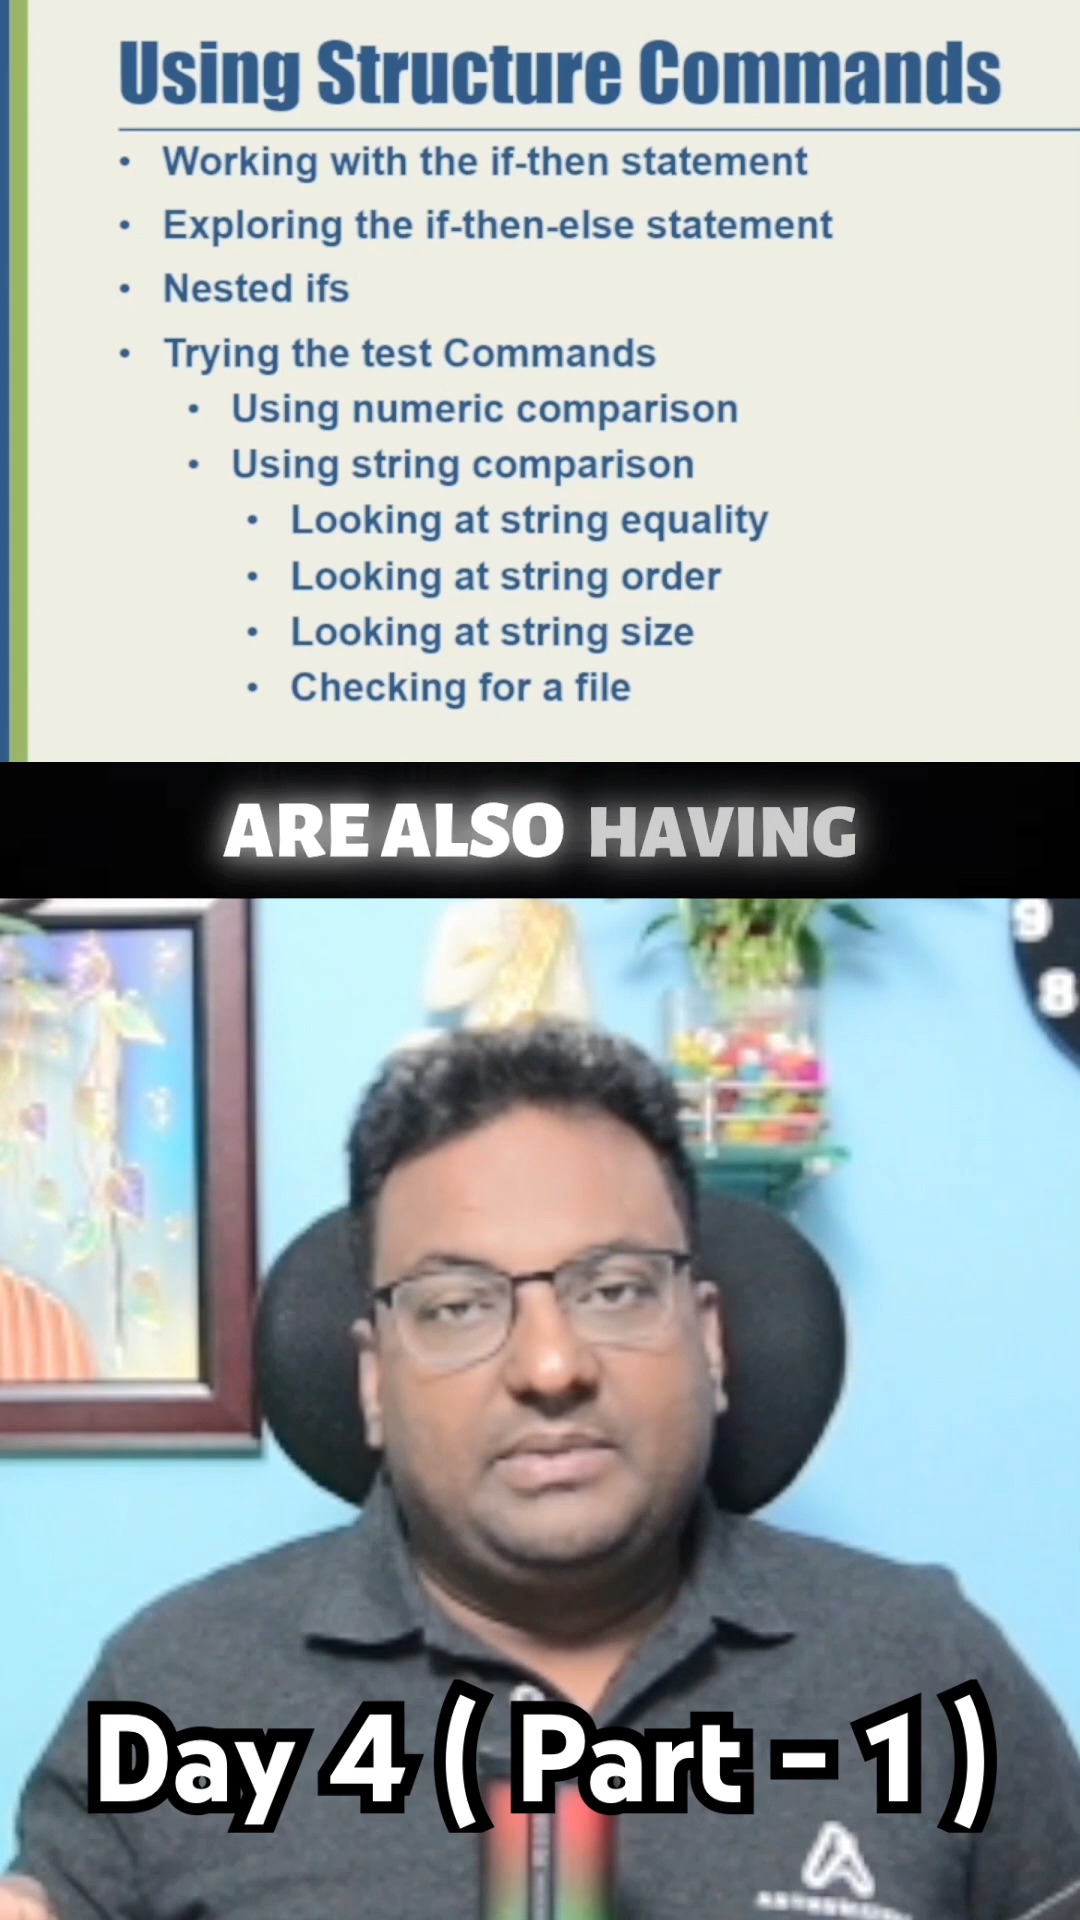 Using Structure Commands
• Working with the if-then statement
• Exploring the if-then-else statement
• Nested ifs
• Trying the test Commands
• Using numeric comparison
• Using string comparison
• Looking at string equality
• Looking at string order
• Looking at string size
• Checking for a file
ARE ALSO HAVING
9
8
Day 4 ( Part - 1 )